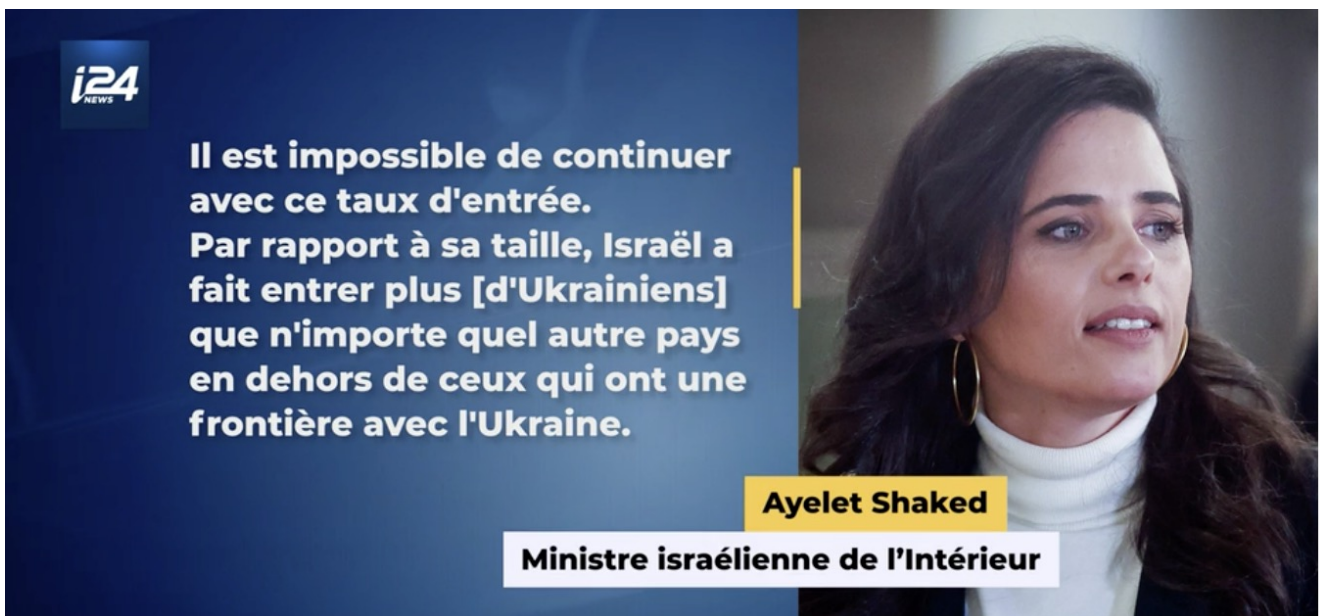 i24
NEWS
Il est impossible de continuer
avec ce taux d'entrée.
Par rapport à sa taille, Israël a
fait entrer plus [d'Ukrainiens]
que n'importe quel autre pays
en dehors de ceux qui ont une
frontière avec l'Ukraine.
Ayelet Shaked
Ministre israélienne de l’Intérieur